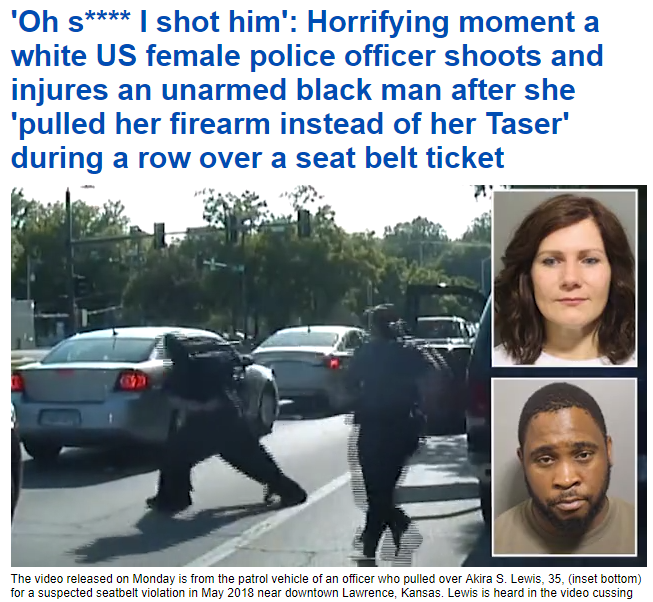 'Oh s**** I shot him': Horrifying moment a
white US female police officer shoots and
injures an unarmed black man after she
'pulled her firearm instead of her Taser'
during a row over a seat belt ticket
The video released on Monday is from the patrol vehicle of an officer who pulled over Akira S. Lewis, 35, (inset bottom)
for a suspected seatbelt violation in May 2018 near downtown Lawrence, Kansas. Lewis is heard in the video cussing